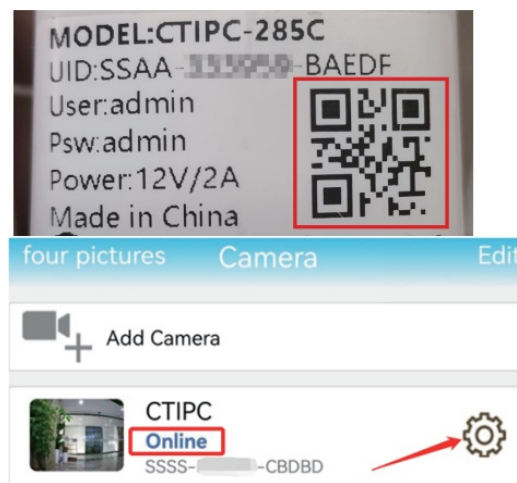 MODEL:CTIPC-285C
UID:SSAA- -BAEDF
User:admin
Psw:admin
Power:12V/2A
Made in China
four pictures Camera Edit
Add Camera
CTIPC
Online
SSSS- -CBDBD